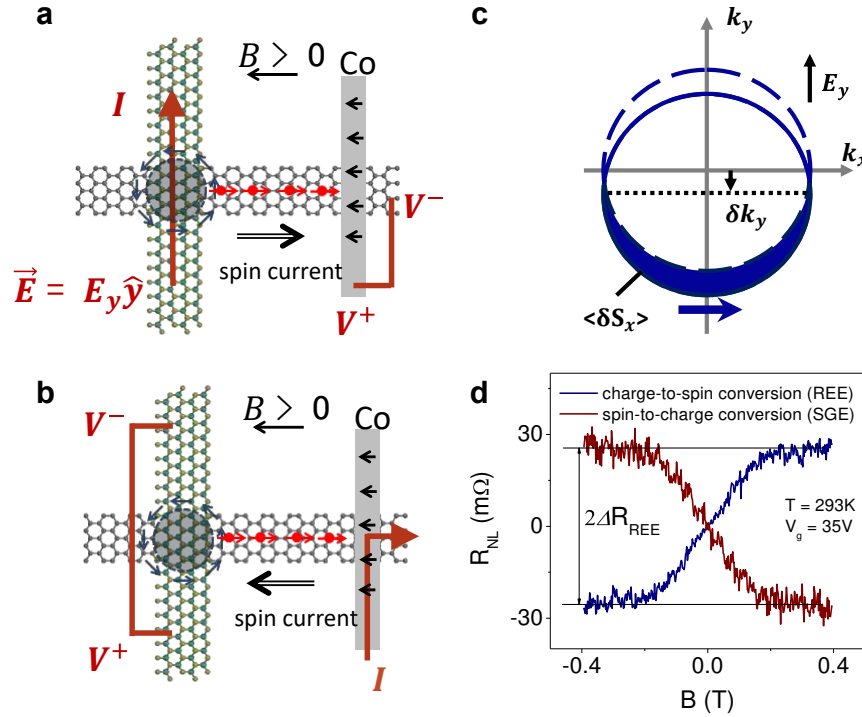 a
B > 0
Co
I
V⁻
spin current
E⃗ = E_y ŷ
V⁺
b
B > 0
Co
V⁻
spin current
V⁺
I
c
k_y
E_y
k_x
δk_y
<δS_x>
d
charge-to-spin conversion (REE)
spin-to-charge conversion (SGE)
30
0
-30
R_NL (mΩ)
2ΔR_REE
T = 293K
V_g = 35V
-0.4
0.0
0.4
B (T)